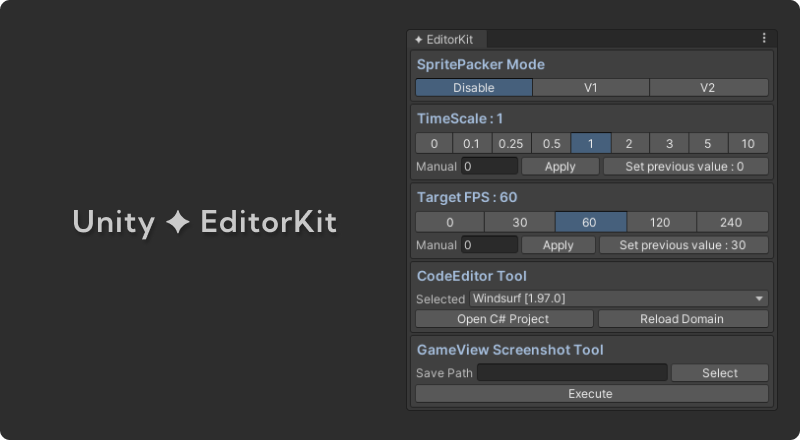 Unity ✦ EditorKit
✦ EditorKit
SpritePacker Mode
Disable V1 V2
TimeScale : 1
0 0.1 0.25 0.5 1 2 3 5 10
Manual 0 Apply Set previous value : 0
Target FPS : 60
0 30 60 120 240
Manual 0 Apply Set previous value : 30
CodeEditor Tool
Selected Windsurf [1.97.0]
Open C# Project Reload Domain
GameView Screenshot Tool
Save Path Select
Execute